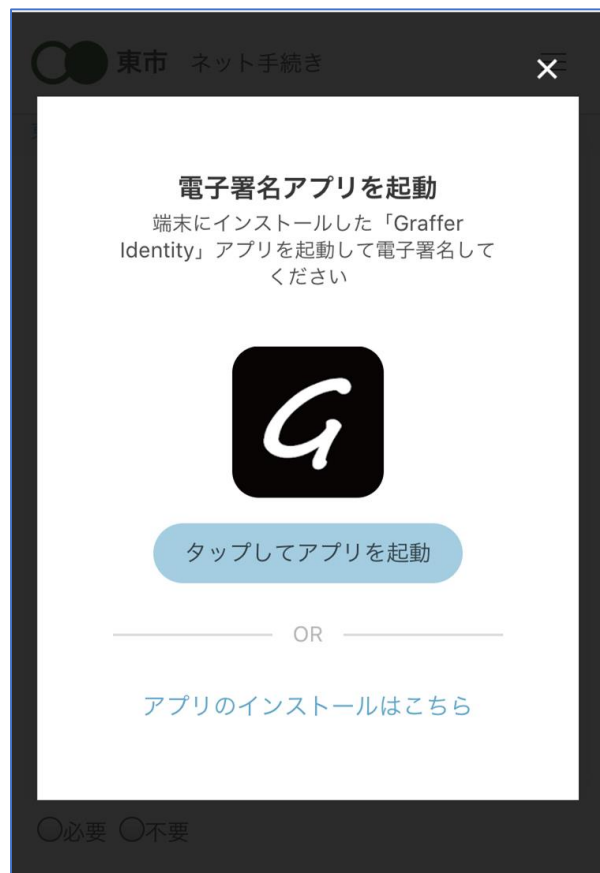 東市 ネット手続き
電子署名アプリを起動
端末にインストールした「Graffer
Identity」アプリを起動して電子署名して
ください
G
タップしてアプリを起動
OR
アプリのインストールはこちら
必要 不要